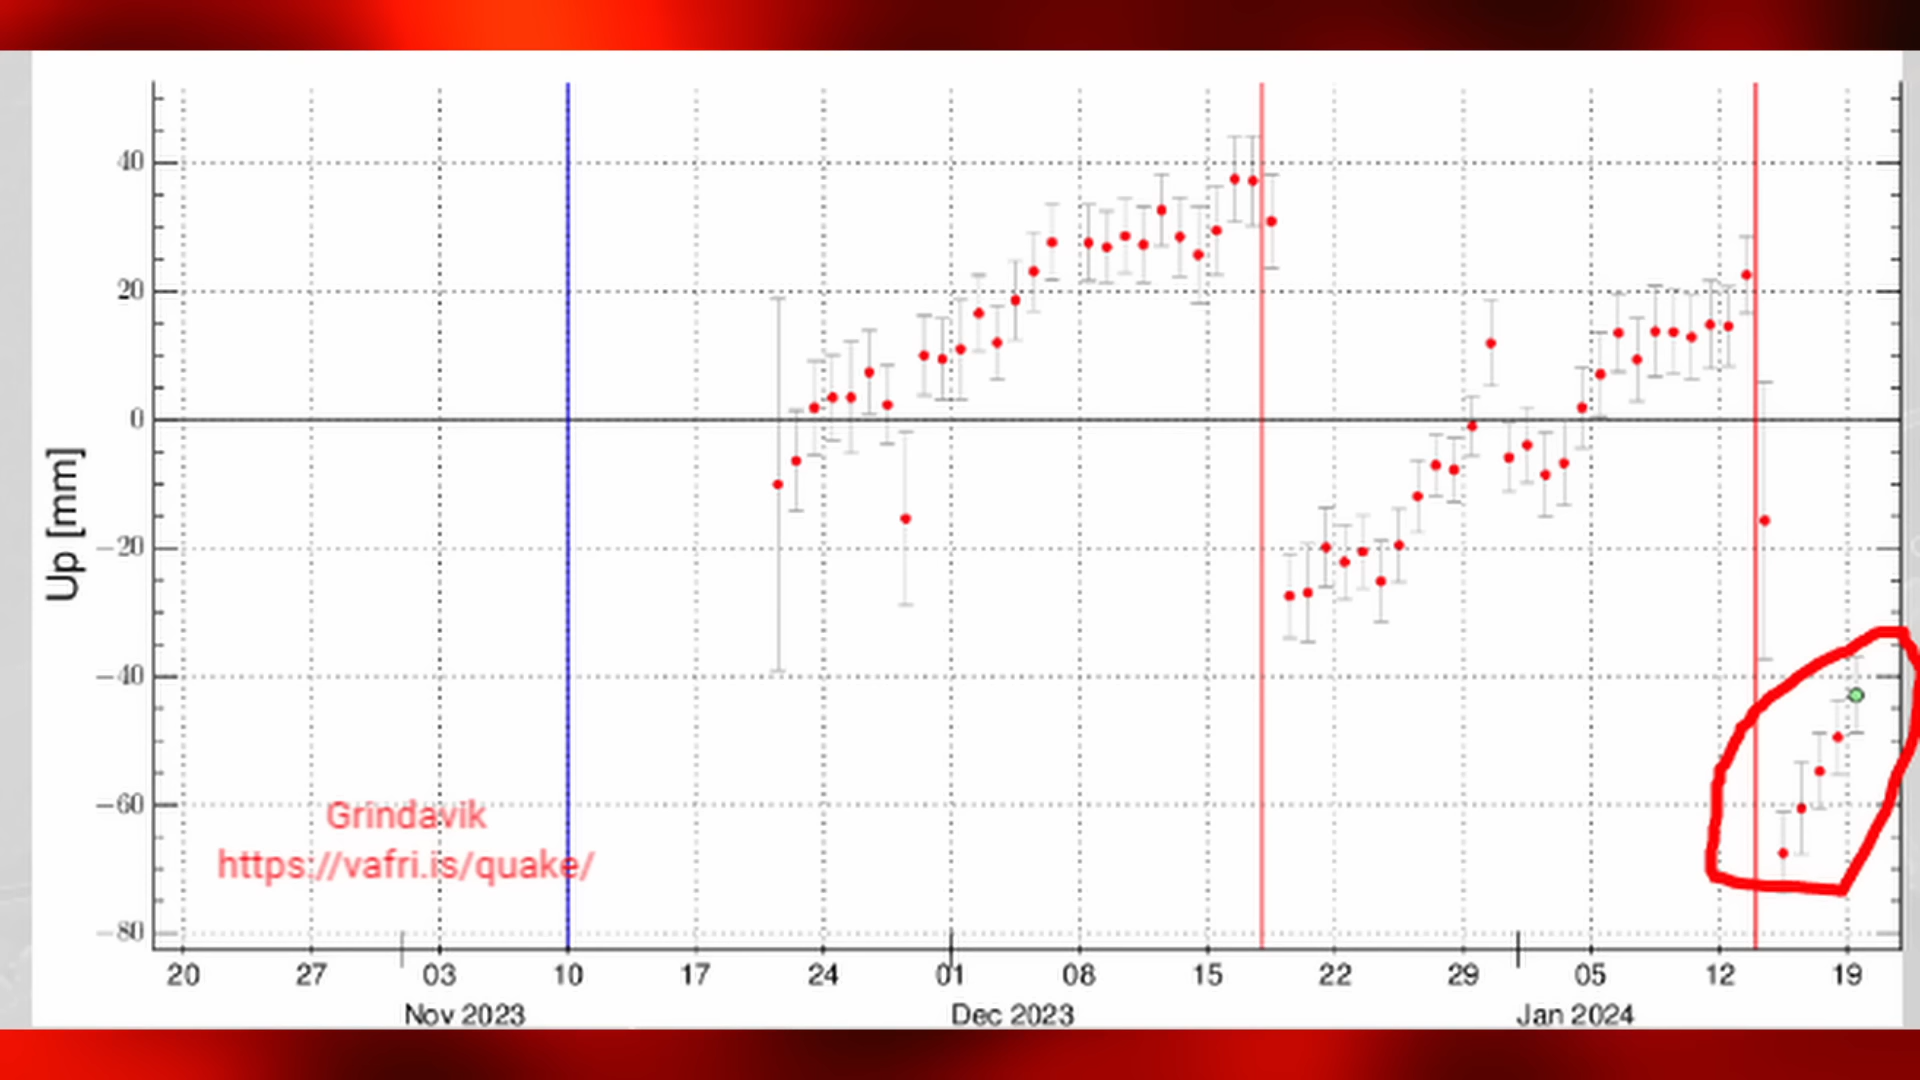 Up [mm]
40
20
0
−20
−40
−60
−80
Grindavik
https://vafri.is/quake/
20 27 03 10 17 24 01 08 15 22 29 05 12 19
Nov 2023 Dec 2023 Jan 2024